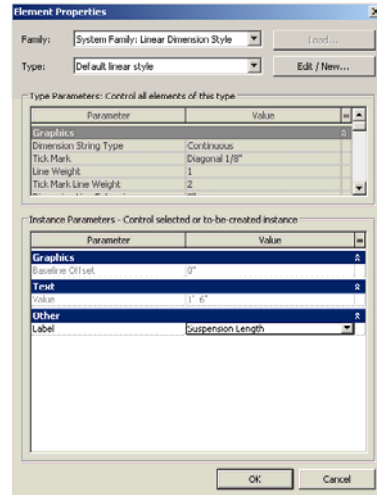 Element Properties
Family: System Family: Linear Dimension Style Load...
Type: Default linear style Edit / New...
Type Parameters: Control all elements of this type
Parameter Value =
Graphics
Dimension String Type Continuous
Tick Mark Diagonal 1/8"
Line Weight 1
Tick Mark Line Weight 2
Instance Parameters - Control selected or to-be-created instance
Parameter Value =
Graphics
Baseline Offset 0"
Text
Value 1' 6"
Other
Label Suspension Length
OK Cancel